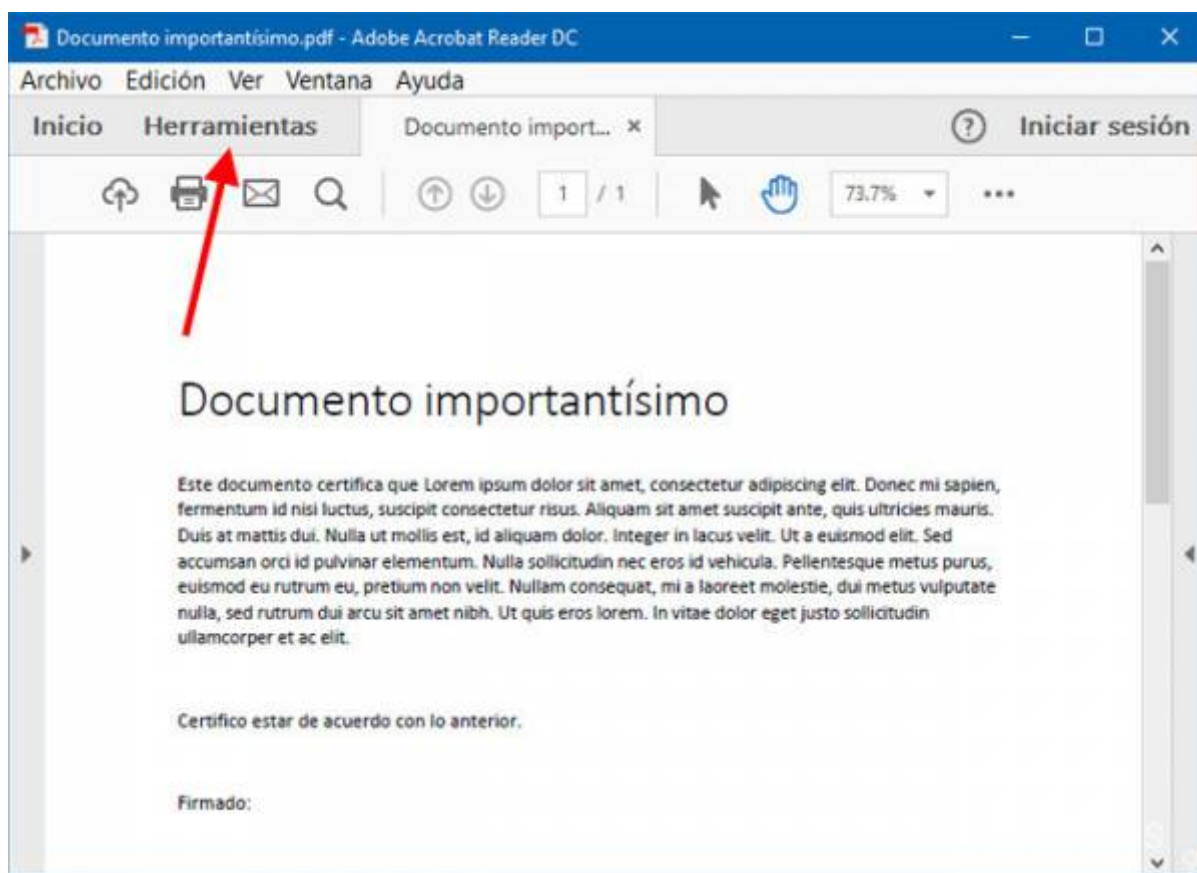 Documento importantísimo.pdf - Adobe Acrobat Reader DC
Archivo Edición Ver Ventana Ayuda
Inicio Herramientas Documento import... Iniciar sesión
1 / 1 73.7%
Documento importantísimo
Este documento certifica que Lorem ipsum dolor sit amet, consectetur adipiscing elit. Donec mi sapien,
fermentum id nisi luctus, suscipit consectetur risus. Aliquam sit amet suscipit ante, quis ultricies mauris.
Duis at mattis dui. Nulla ut mollis est, id aliquam dolor. Integer in lacus velit. Ut a euismod elit. Sed
accumsan orci id pulvinar elementum. Nulla sollicitudin nec eros id vehicula. Pellentesque metus purus,
euismod eu rutrum eu, pretium non velit. Nullam consequat, mi a laoreet molestie, dui metus vulputate
nulla, sed rutrum dui arcu sit amet nibh. Ut quis eros lorem. In vitae dolor eget justo sollicitudin
ullamcorper et ac elit.
Certifico estar de acuerdo con lo anterior.
Firmado: